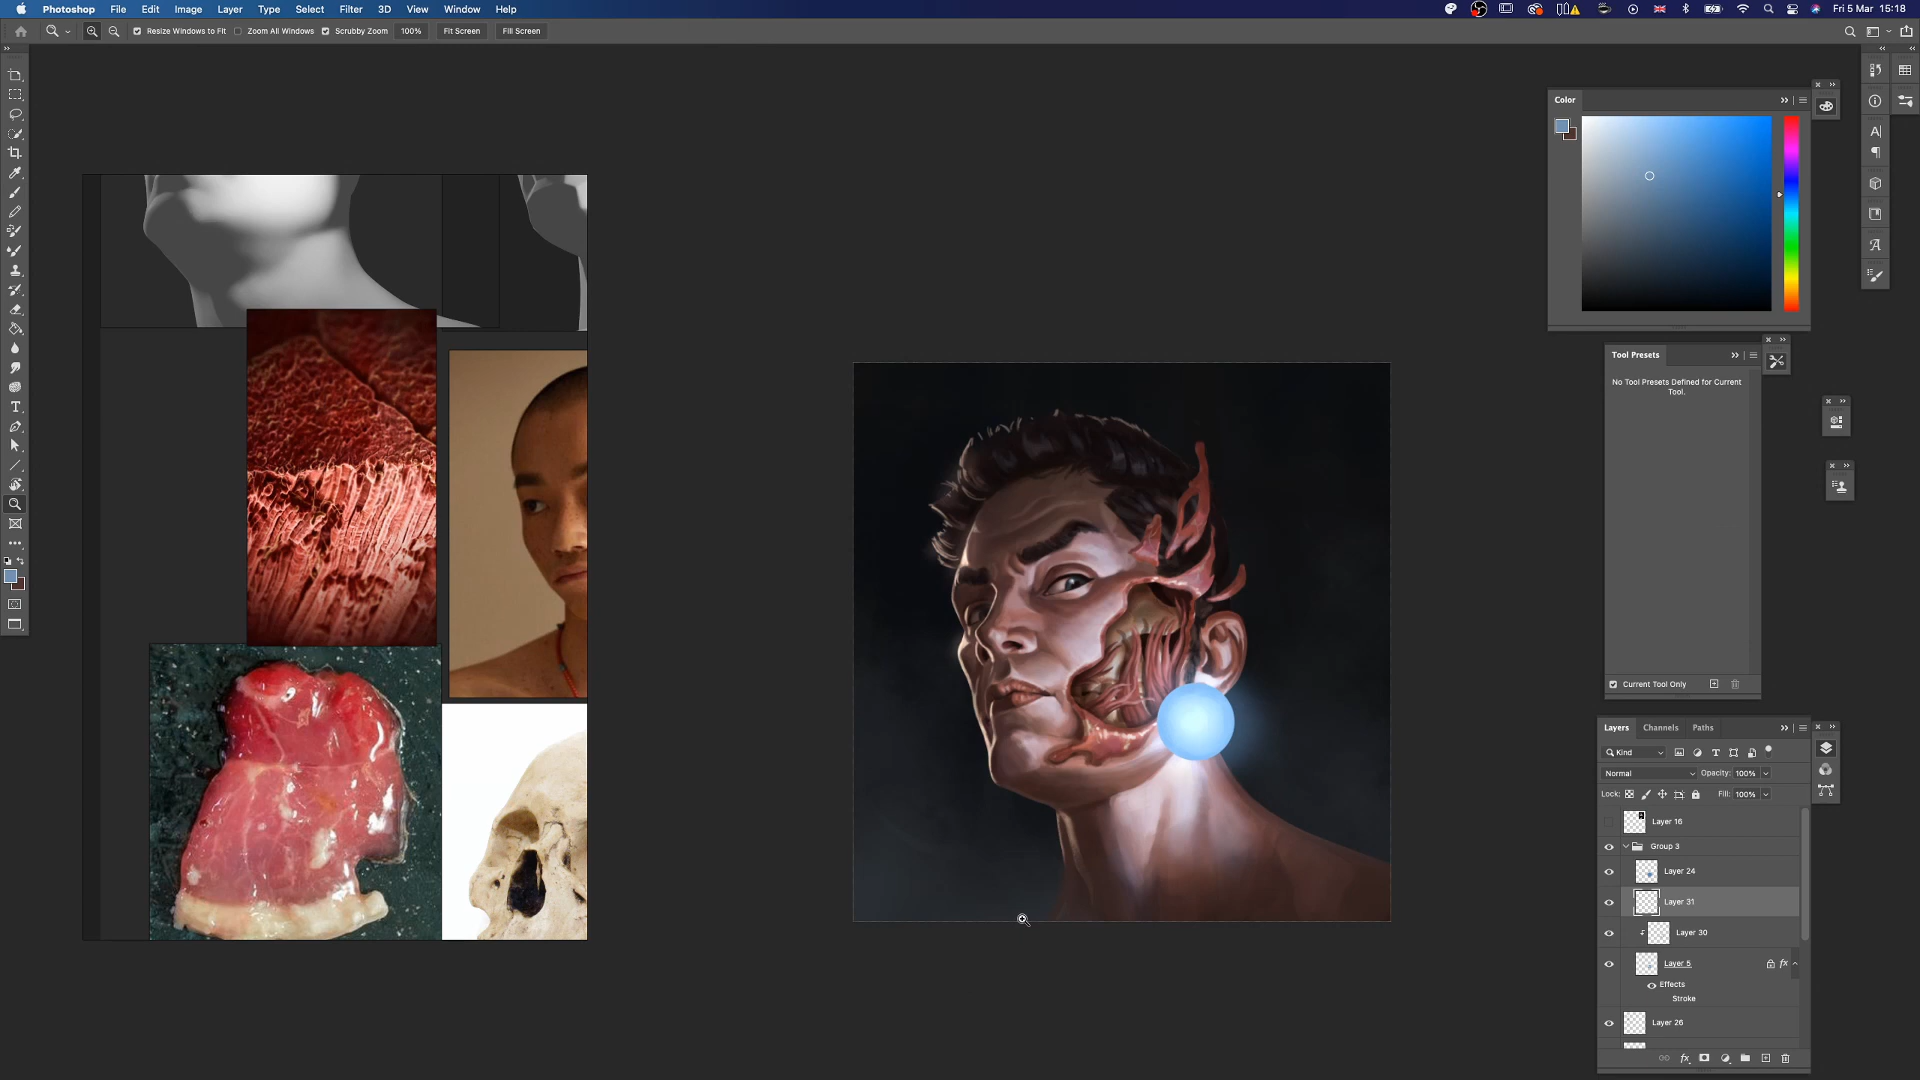 Photoshop File Edit Image Layer Type Select Filter 3D View Window Help Fri 5 Mar 15:18
Resize Windows to Fit Zoom All Windows Scrubby Zoom 100% Fit Screen Fill Screen
Color
Tool Presets
No Tool Presets Defined for Current
Tool.
Current Tool Only
Layers Channels Paths
Kind
Normal Opacity: 100%
Lock: Fill: 100%
Layer 16
Group 3
Layer 24
Layer 31
Layer 30
Layer 5 fx
Effects
Stroke
Layer 26
fx